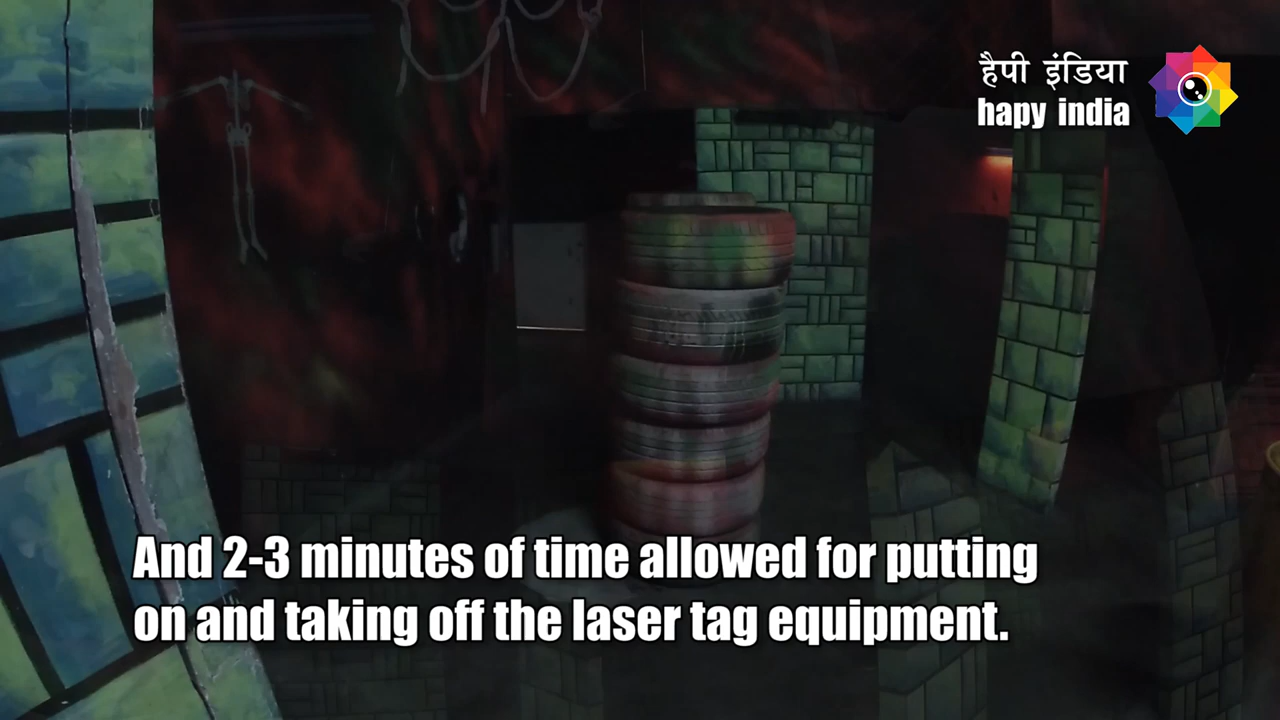 हैपी इंडिया
hapy india
And 2-3 minutes of time allowed for putting
on and taking off the laser tag equipment.